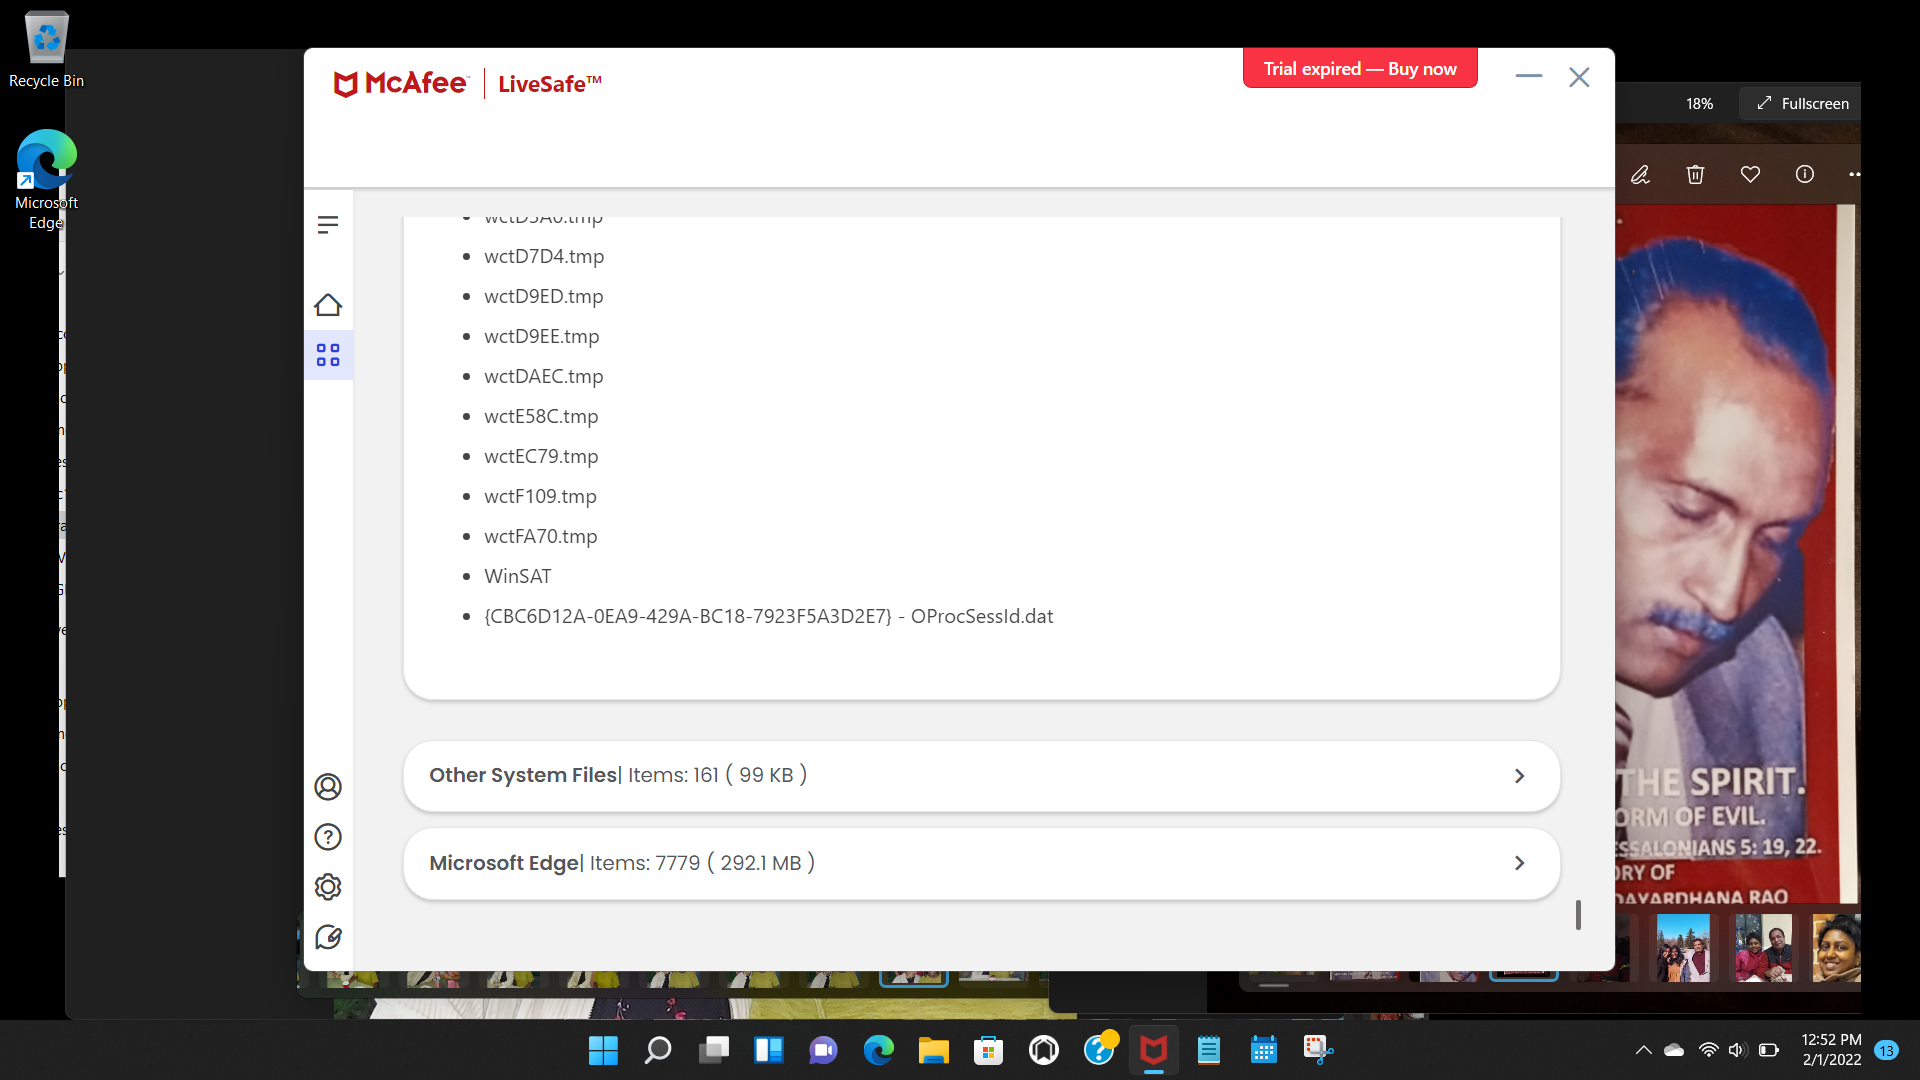 Recycle Bin
Microsoft
Edge
McAfee | LiveSafe™
Trial expired — Buy now
18%
Fullscreen
wctD7D4.tmp
wctD9ED.tmp
wctD9EE.tmp
wctDAEC.tmp
wctE58C.tmp
wctEC79.tmp
wctF109.tmp
wctFA70.tmp
WinSAT
{CBC6D12A-0EA9-429A-BC18-7923F5A3D2E7} - OProcSessId.dat
Other System Files| Items: 161 ( 99 KB )
Microsoft Edge| Items: 7779 ( 292.1 MB )
THE SPIRIT.
ORM OF EVIL.
ESSALONIANS 5: 19, 22.
ORY OF
DAYARDHANA RAO
12:52 PM
2/1/2022
13